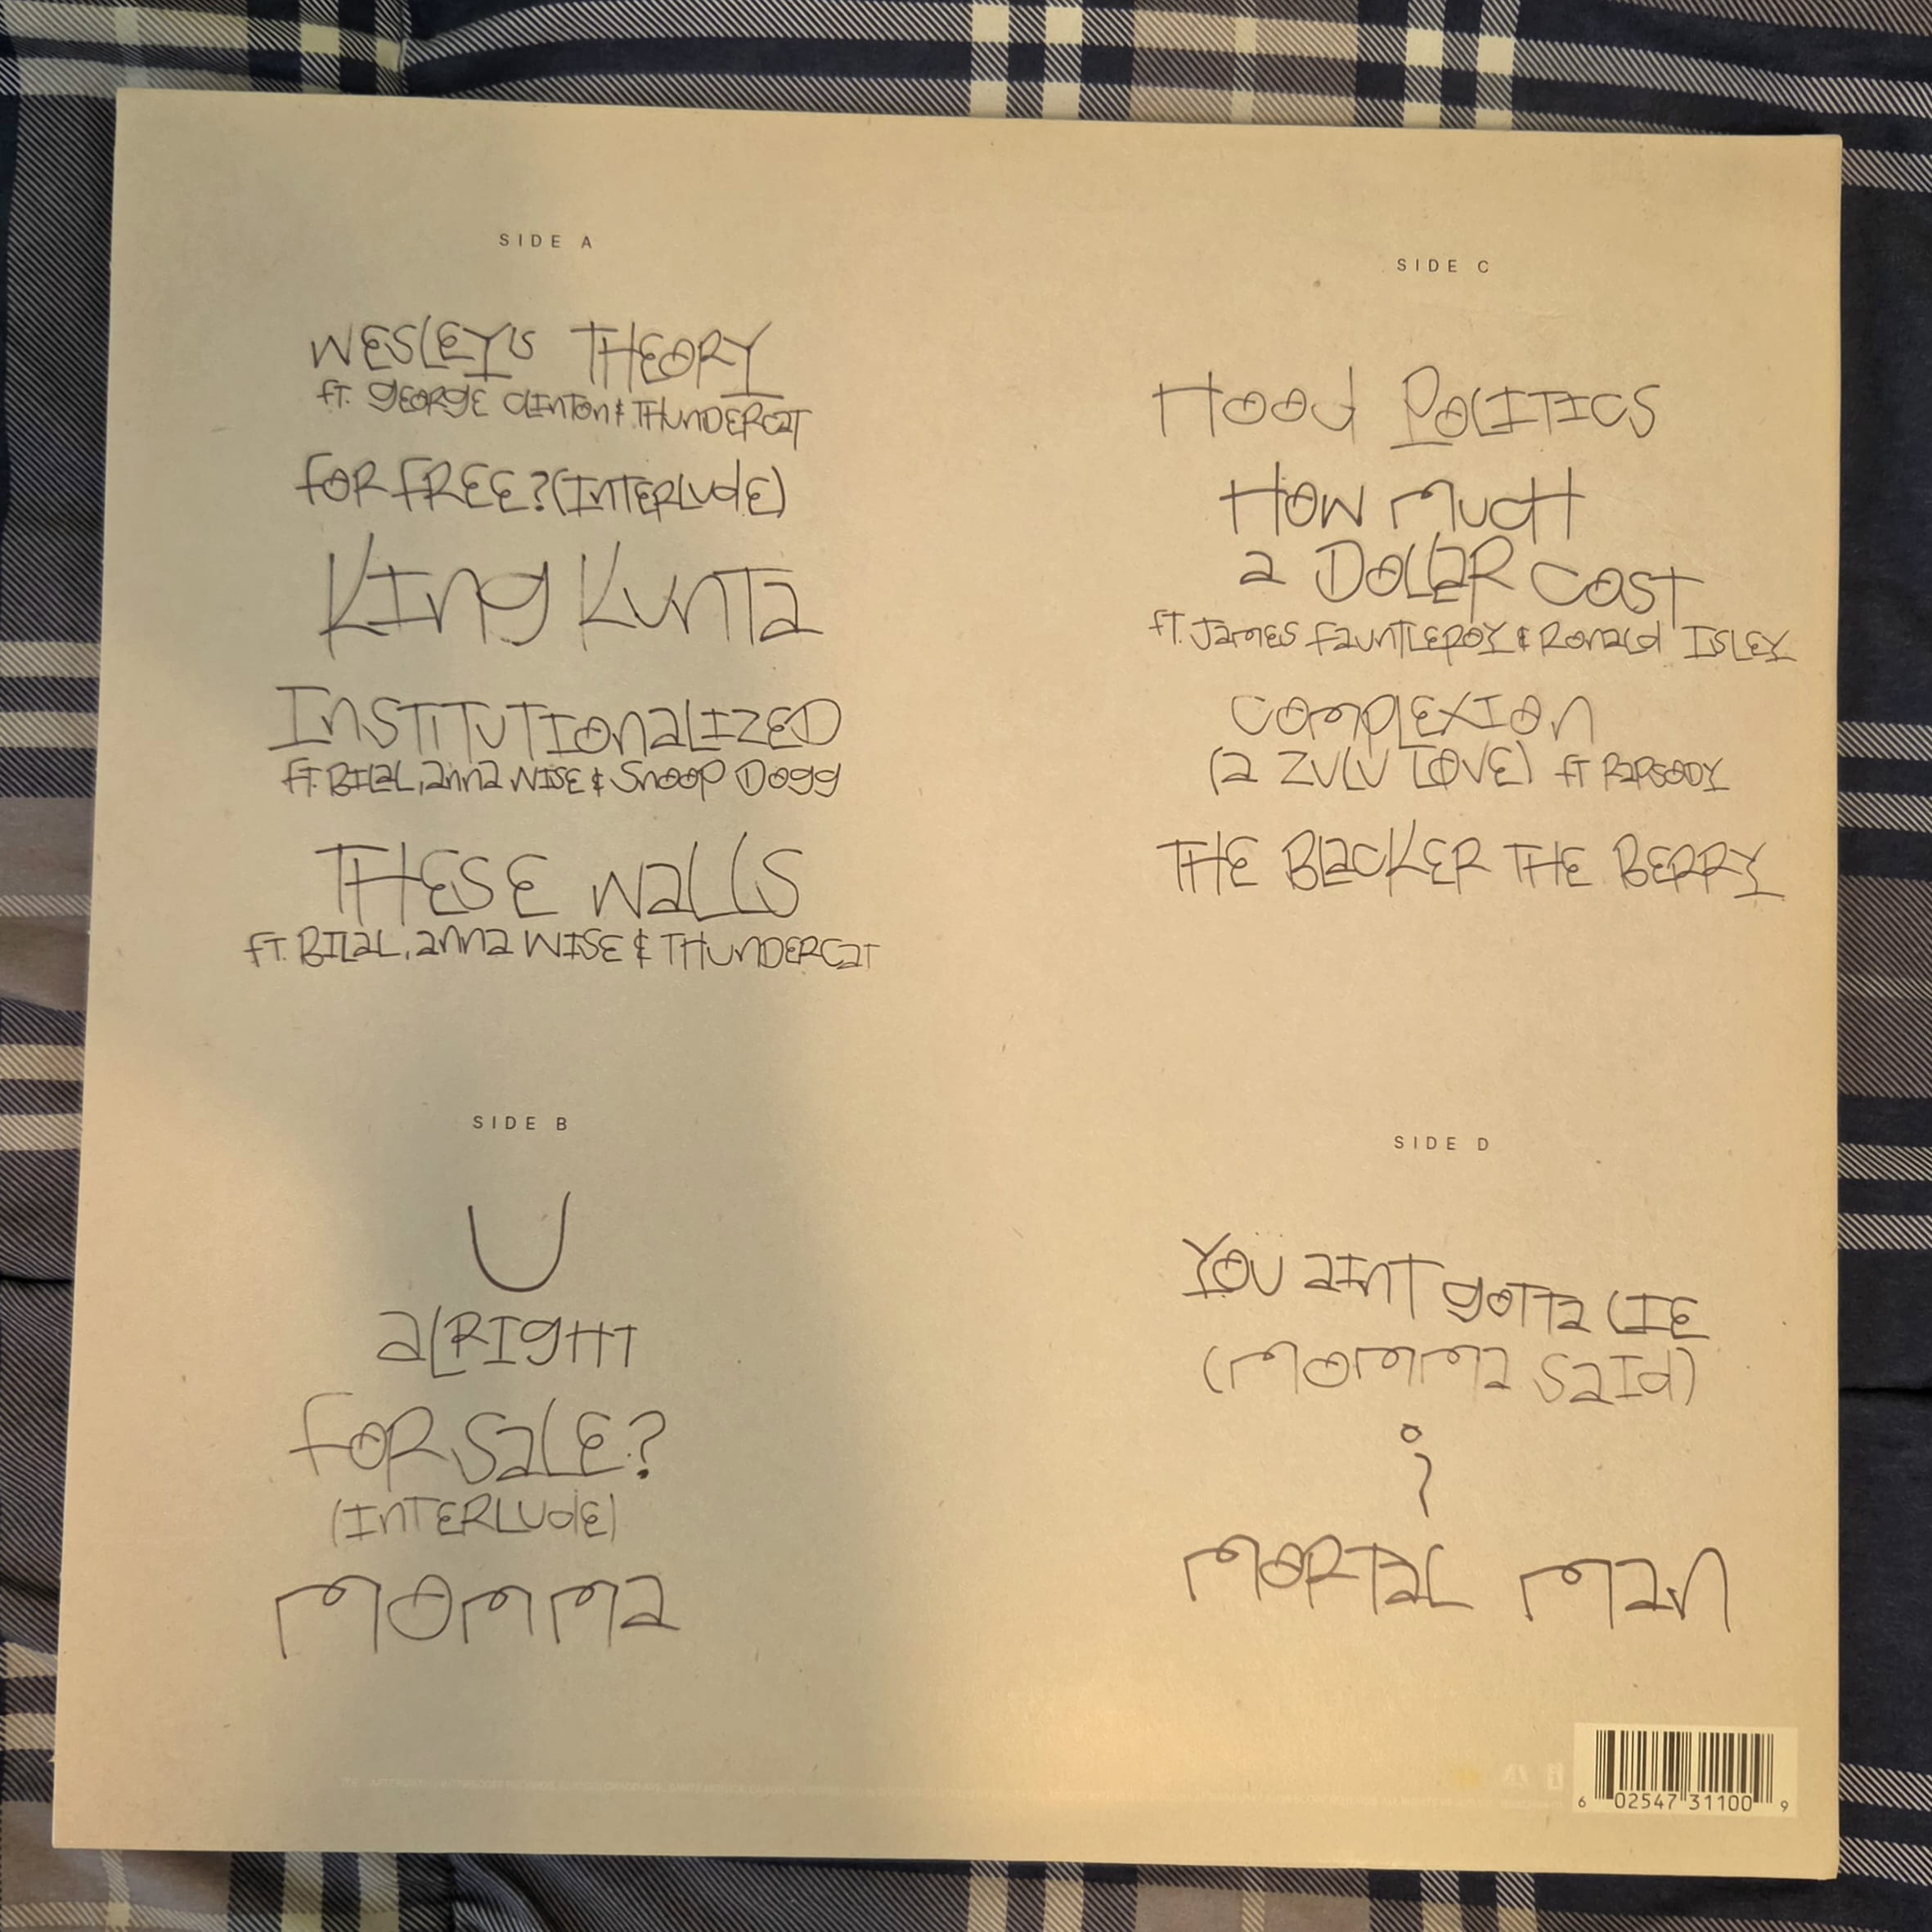 SIDE A
WESLEY'S THEORY
fT. gEORgE CLInTon & THUnDERCaT
foR fREE? (InTERLUdE)
KIng KUnTa
InSTITUTIonaLIZED
fT. BILaL, anna WISE & Snoop Dogg
THESE WaLLS
fT. BILaL, anna WISE & THUnDERCaT
SIDE B
U
aLRIgHT
foR SaLE?
(InTERLUdE)
momma
SIDE C
Hood PoLITICS
How mucH
a DoLLaR CoST
fT. JamES FaunTLERoY & RonaLd ISLEY
ComPLEXIon
(a ZULU LoVE) fT RaPSoDY
THE BLacKER THE BERRY
SIDE D
YoU aInT goTTa LIE
(momma SaId)
i
moRTaL man
6 02547 31100 9